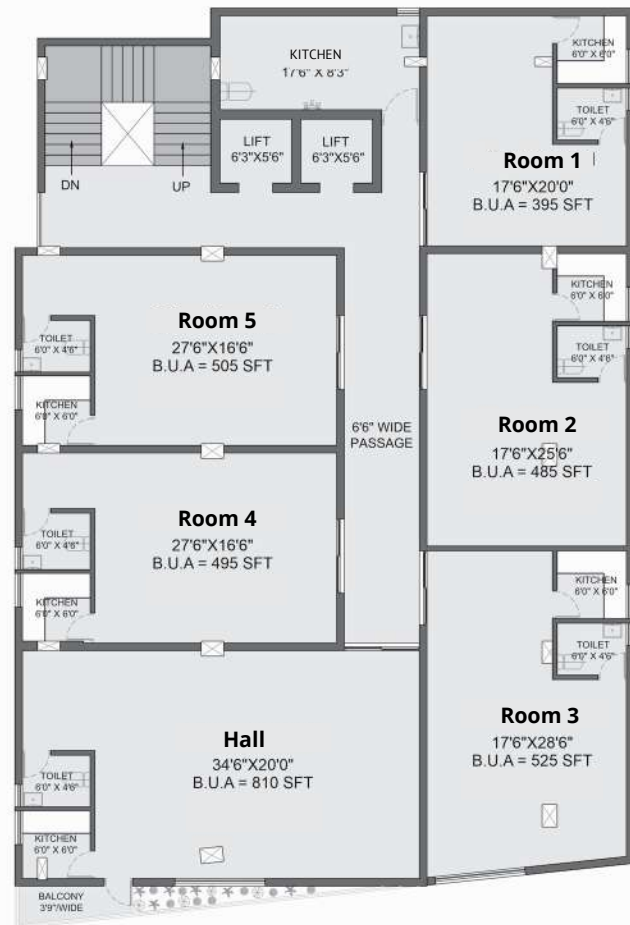 KITCHEN
17'6" X 8'3"
KITCHEN
6'0" X 6'0"
TOILET
6'0" X 4'6"
LIFT
6'3"X5'6"
LIFT
6'3"X5'6"
Room 1
17'6"X20'0"
B.U.A = 395 SFT
DN
UP
KITCHEN
6'0" X 6'0"
Room 5
27'6"X16'6"
B.U.A = 505 SFT
TOILET
6'0" X 4'6"
TOILET
6'0" X 4'6"
KITCHEN
6'0" X 6'0"
6'6" WIDE
PASSAGE
Room 2
17'6"X25'6"
B.U.A = 485 SFT
Room 4
27'6"X16'6"
B.U.A = 495 SFT
TOILET
6'0" X 4'6"
KITCHEN
6'0" X 6'0"
KITCHEN
6'0" X 6'0"
TOILET
6'0" X 4'6"
Room 3
17'6"X28'6"
B.U.A = 525 SFT
Hall
34'6"X20'0"
B.U.A = 810 SFT
TOILET
6'0" X 4'6"
KITCHEN
6'0" X 6'0"
BALCONY
3'9"/WIDE